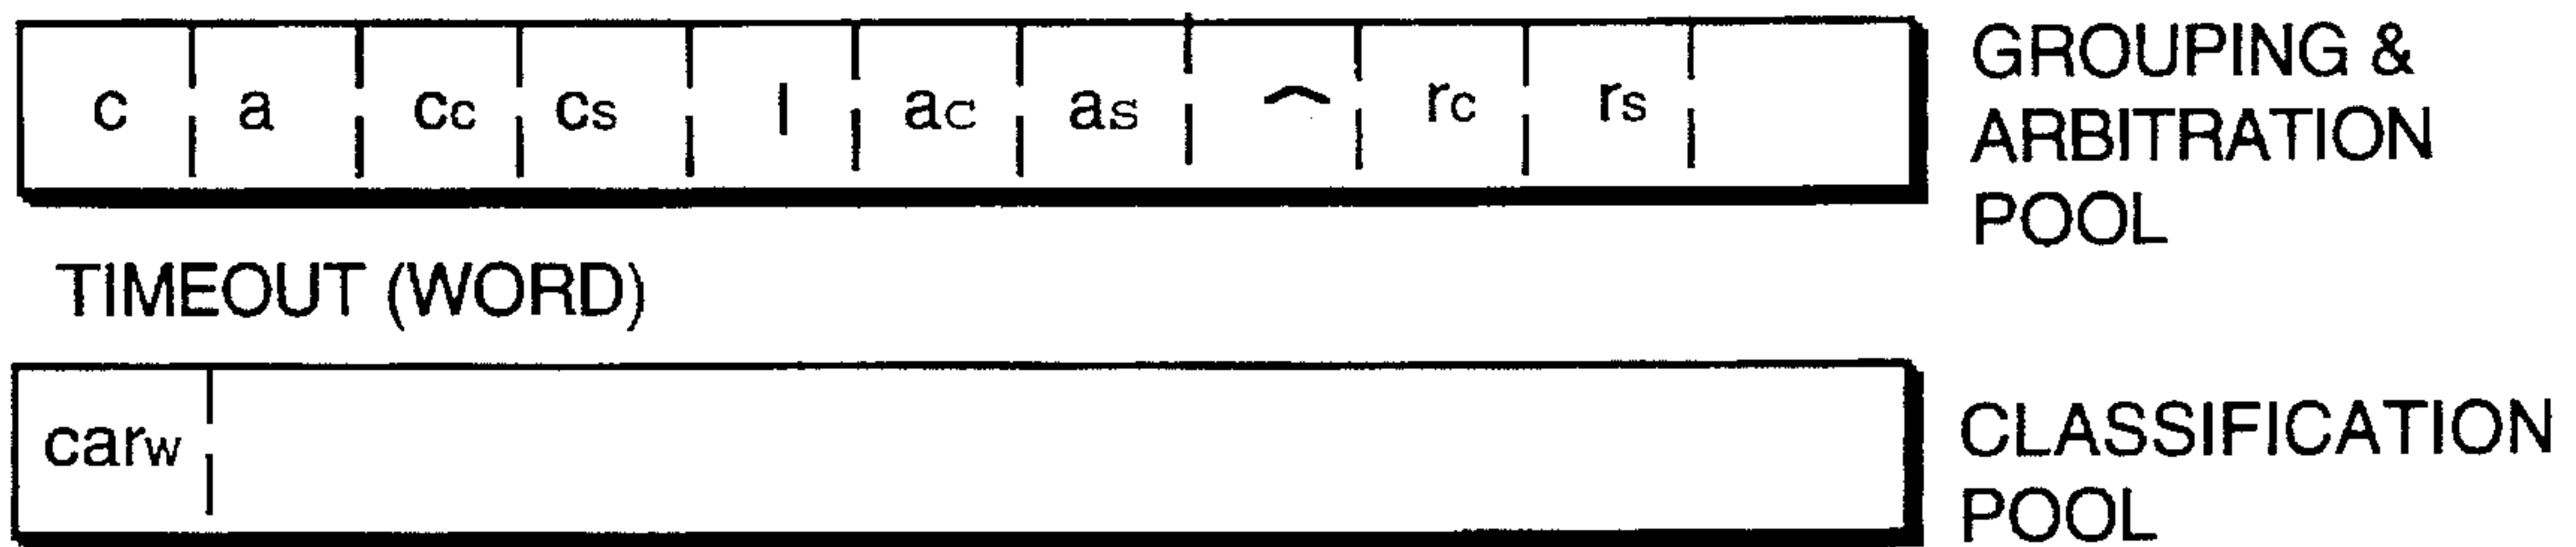 c a cc cs | ac as ⌒ rc rs
GROUPING &
ARBITRATION
POOL
TIMEOUT (WORD)
carw
CLASSIFICATION
POOL